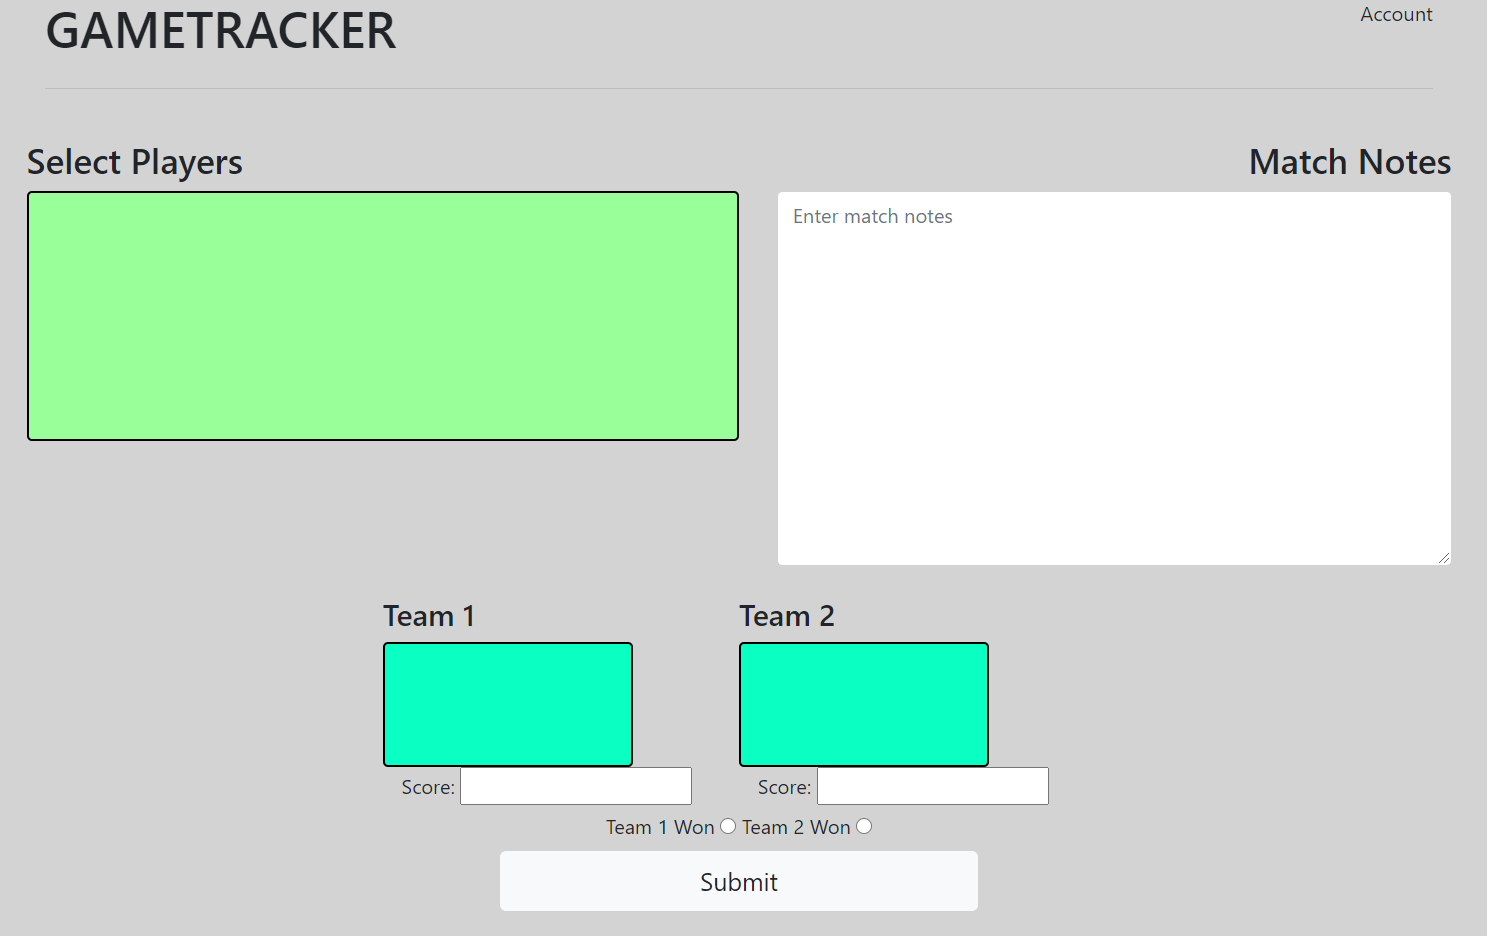 GAMETRACKER
Account
Select Players
Match Notes
Enter match notes
Team 1
Team 2
Score:
Score:
Team 1 Won Team 2 Won
Submit